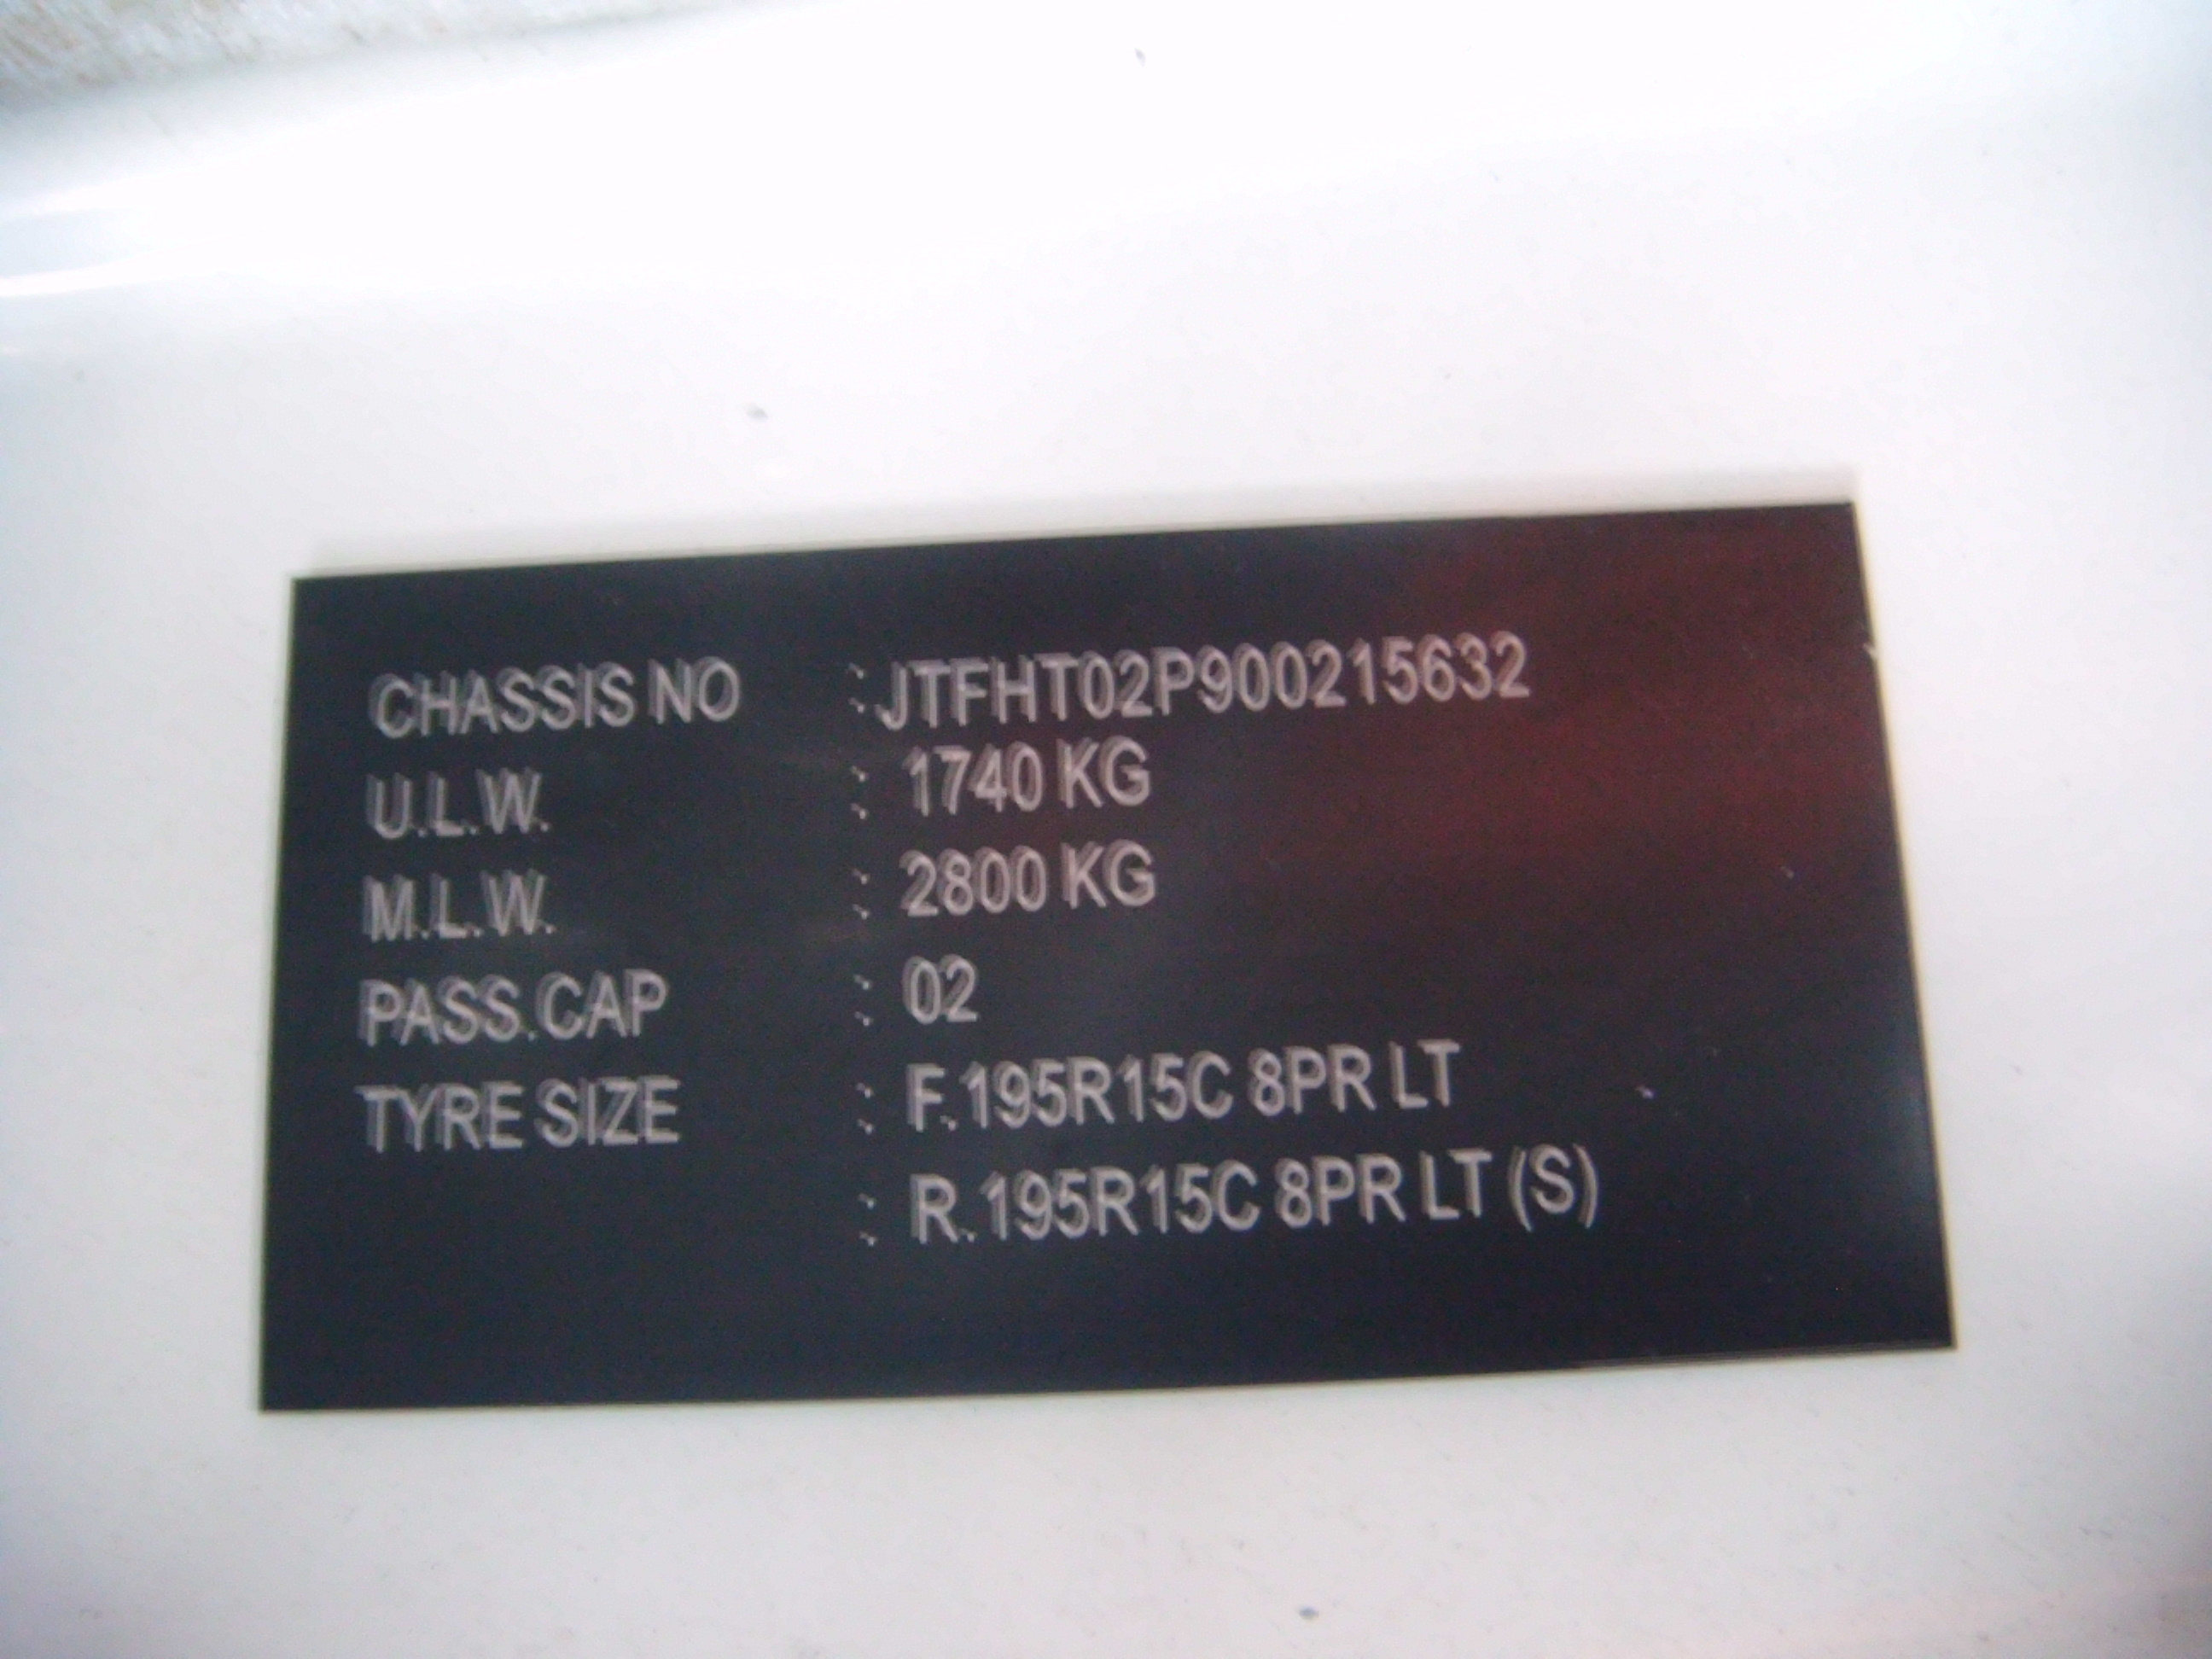 CHASSIS NO : JTFHT02P900215632
U.L.W. : 1740 KG
M.L.W. : 2800 KG
PASS.CAP : 02
TYRE SIZE : F.195R15C 8PR LT
: R.195R15C 8PR LT (S)